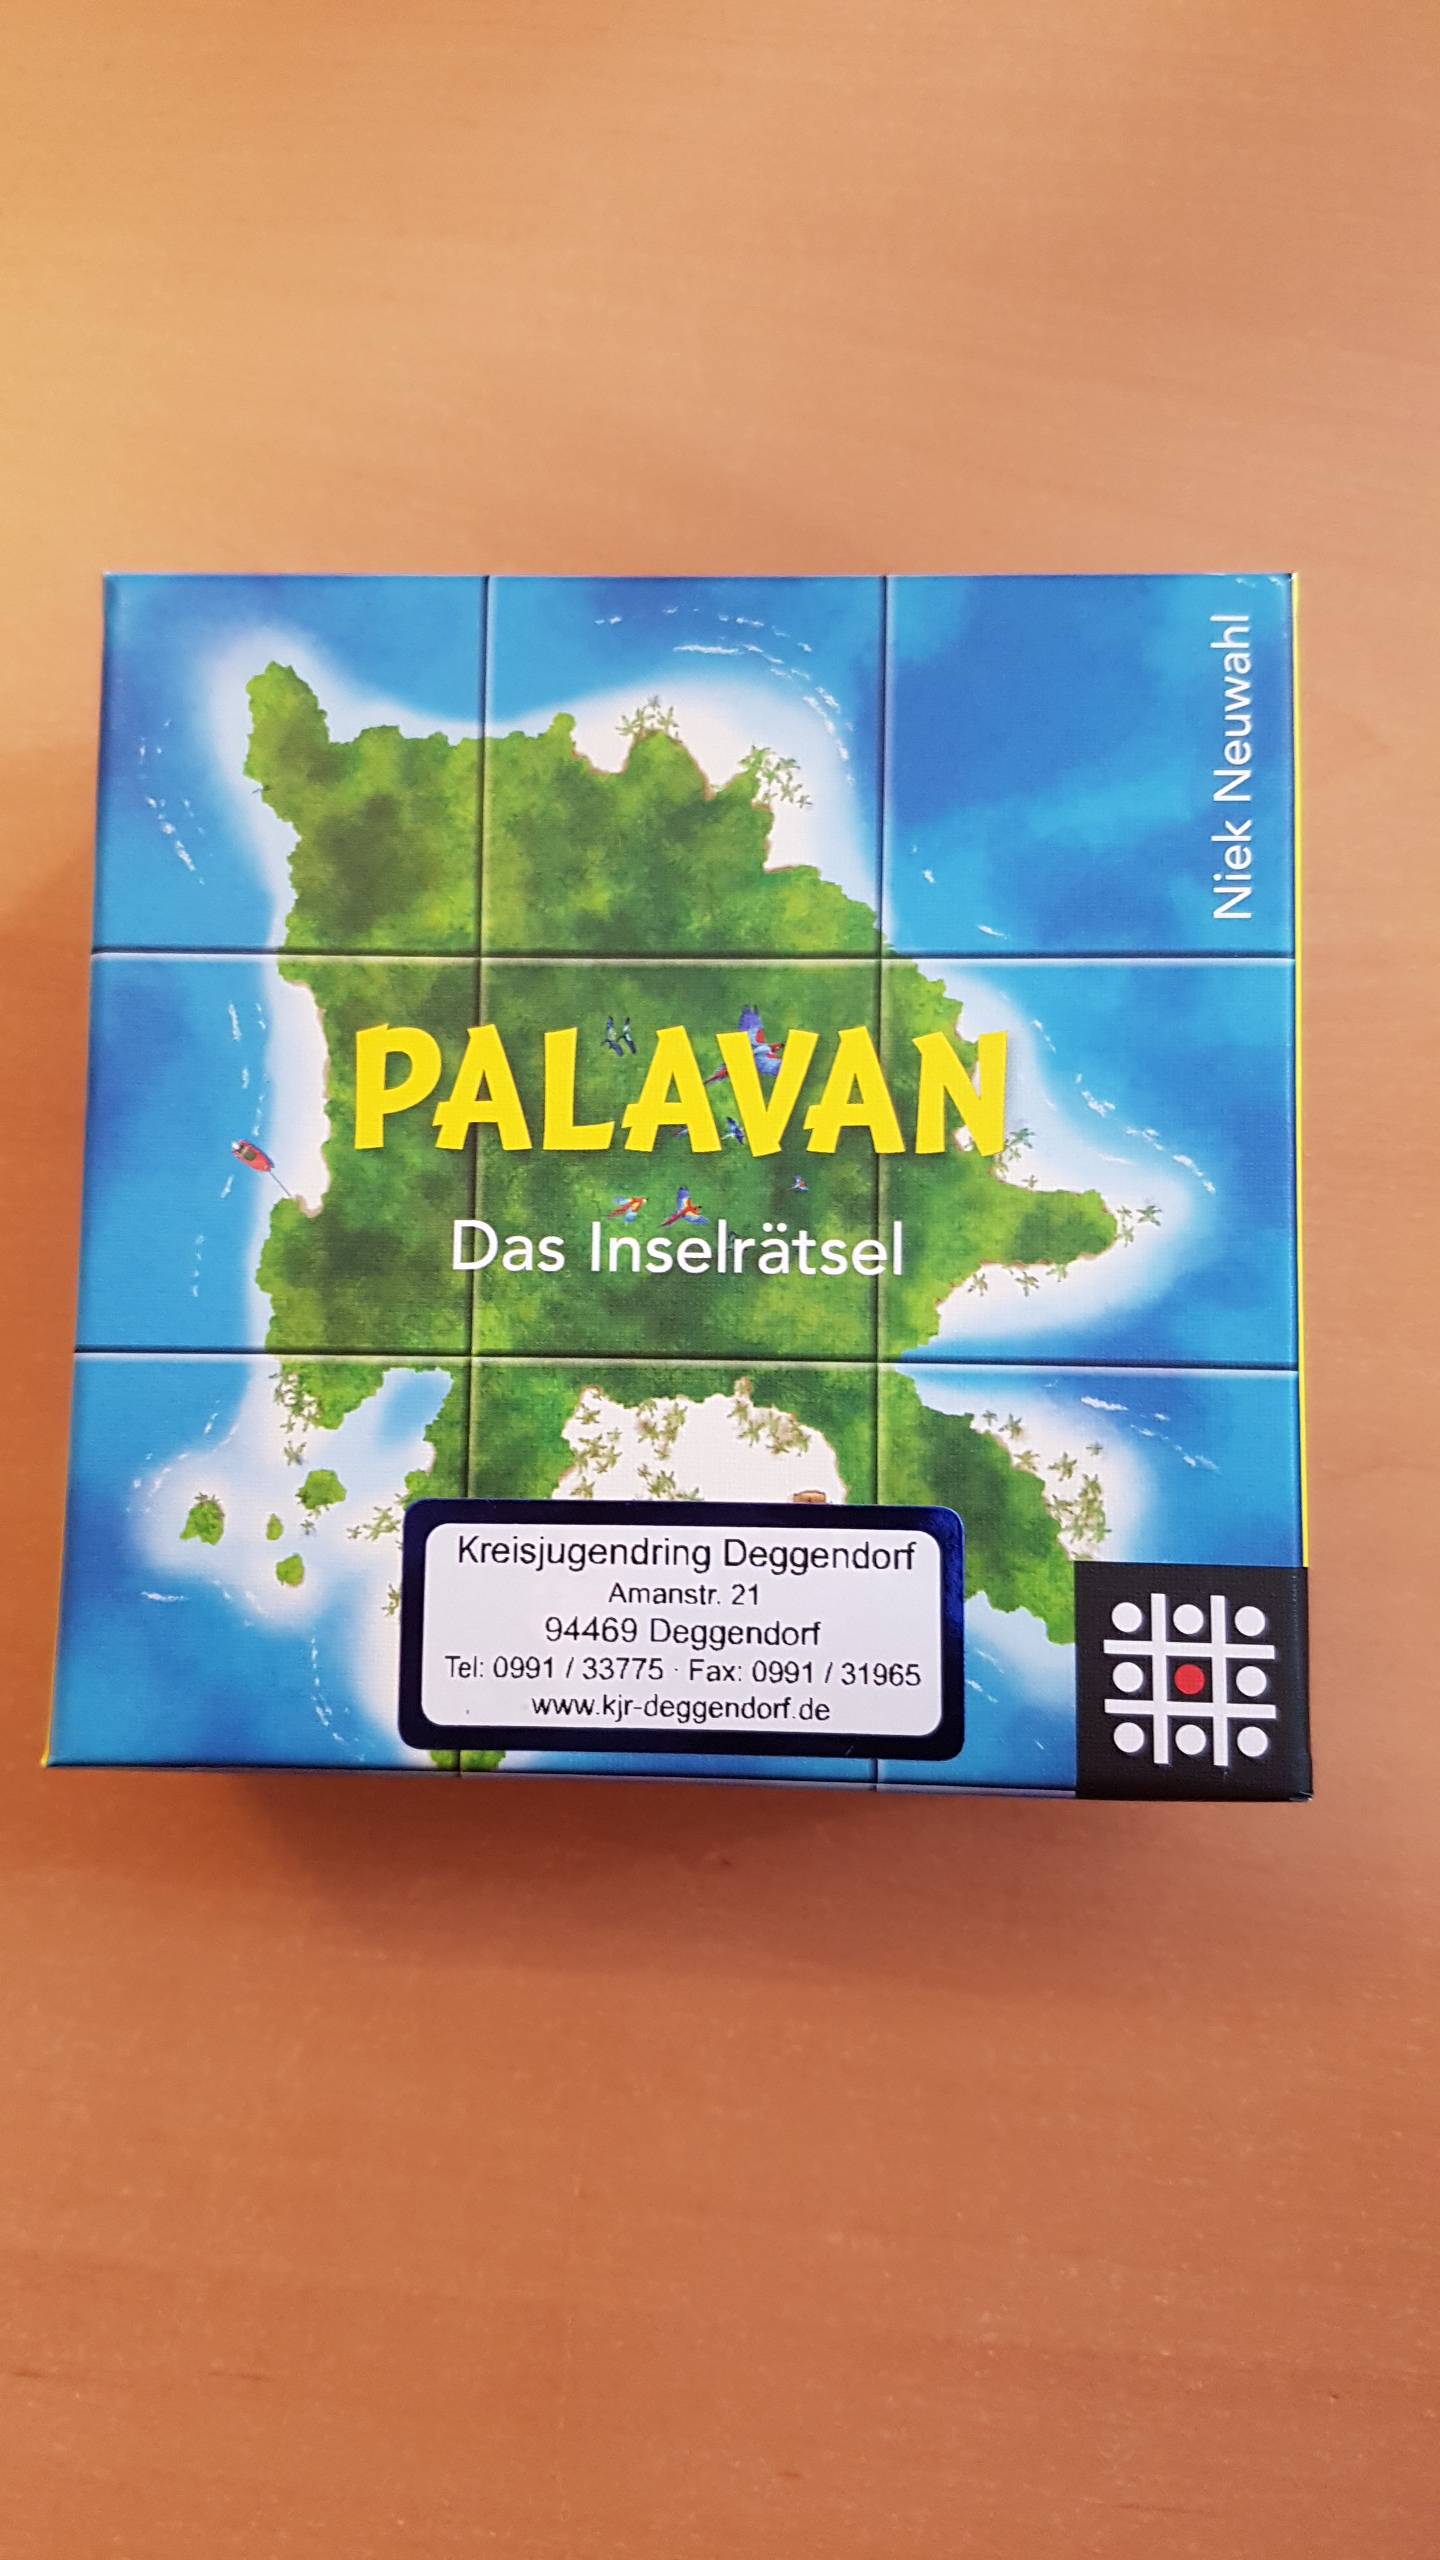 Niek Neuwahl
PALAVAN
Das Inselrätsel
Kreisjugendring Deggendorf
Amanstr. 21
94469 Deggendorf
Tel: 0991 / 33775 · Fax: 0991 / 31965
www.kjr-deggendorf.de